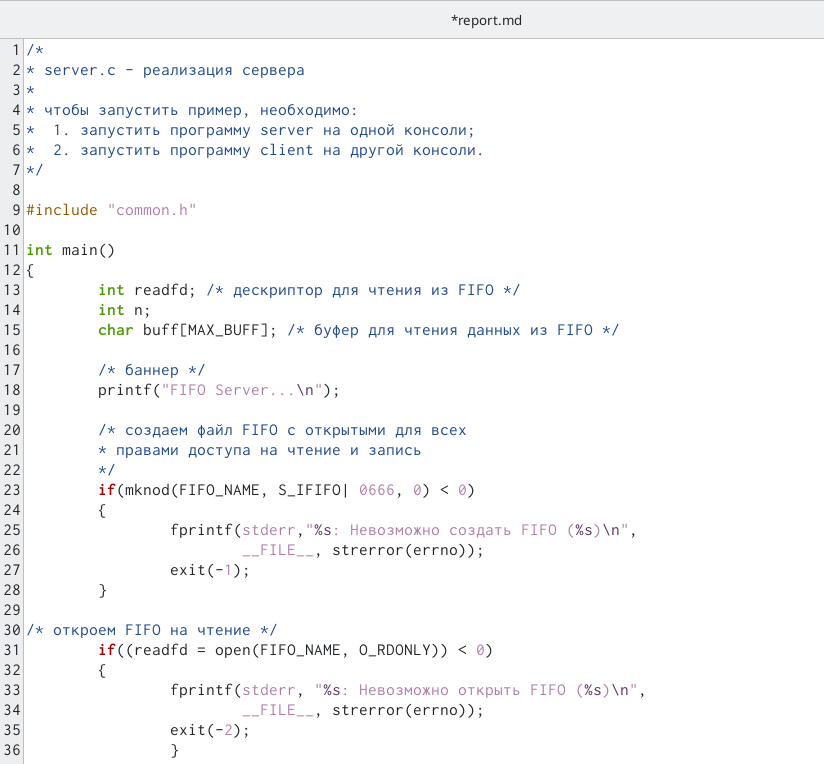 *report.md
1 /*
2 * server.c - реализация сервера
3 *
4 * чтобы запустить пример, необходимо:
5 *  1. запустить программу server на одной консоли;
6 *  2. запустить программу client на другой консоли.
7 */
8
9 #include "common.h"
10
11 int main()
12 {
13         int readfd; /* дескриптор для чтения из FIFO */
14         int n;
15         char buff[MAX_BUFF]; /* буфер для чтения данных из FIFO */
16
17         /* баннер */
18         printf("FIFO Server...\n");
19
20         /* создаем файл FIFO с открытыми для всех
21         * правами доступа на чтение и запись
22         */
23         if(mknod(FIFO_NAME, S_IFIFO| 0666, 0) < 0)
24         {
25                 fprintf(stderr,"%s: Невозможно создать FIFO (%s)\n",
26                         __FILE__, strerror(errno));
27                 exit(-1);
28         }
29
30 /* откроем FIFO на чтение */
31         if((readfd = open(FIFO_NAME, O_RDONLY)) < 0)
32         {
33                 fprintf(stderr, "%s: Невозможно открыть FIFO (%s)\n",
34                         __FILE__, strerror(errno));
35                 exit(-2);
36                 }